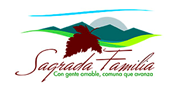 Sagrada Familia
Con gente amable, comuna que avanza